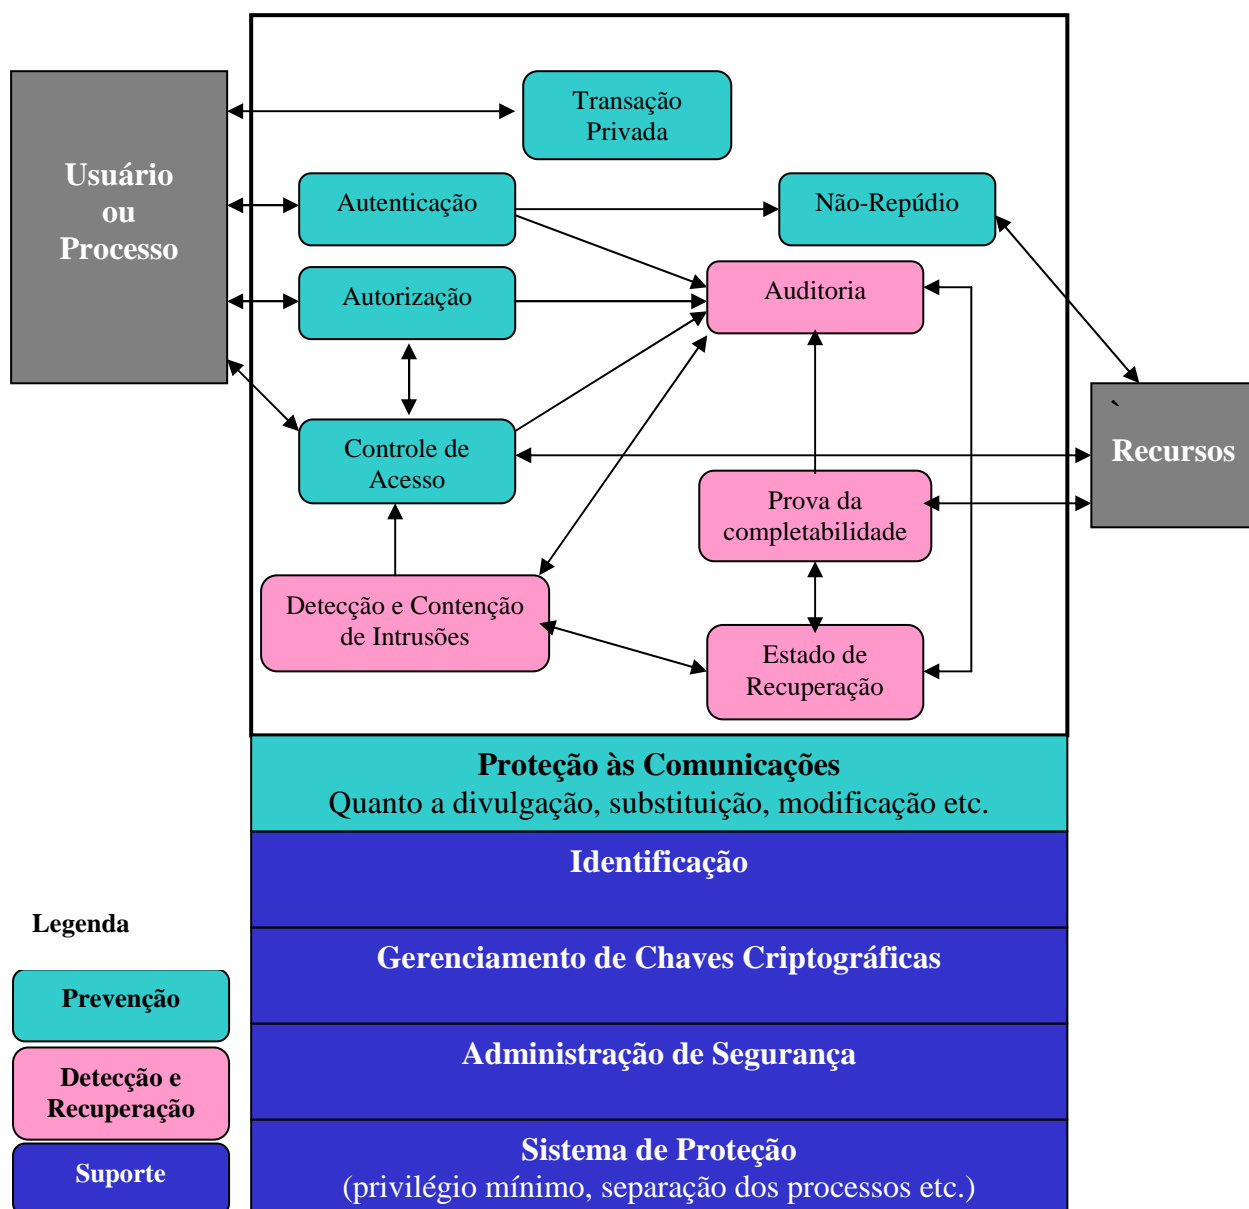 Transação
Privada
Usuário
ou
Processo
Autenticação
Não-Repúdio
Autorização
Auditoria
`
Recursos
Controle de
Acesso
Prova da
completabilidade
Detecção e Contenção
de Intrusões
Estado de
Recuperação
Proteção às Comunicações
Quanto a divulgação, substituição, modificação etc.
Identificação
Legenda
Gerenciamento de Chaves Criptográficas
Prevenção
Administração de Segurança
Detecção e
Recuperação
Sistema de Proteção
(privilégio mínimo, separação dos processos etc.)
Suporte